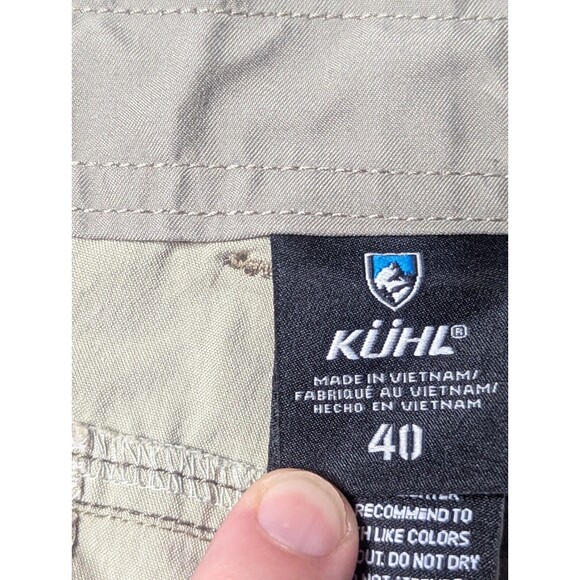 KÜHL®
MADE IN VIETNAM/
FABRIQUÉ AU VIETNAM/
HECHO EN VIETNAM
40
RECOMMEND TO
LIKE COLORS
OUT. DO NOT DRY